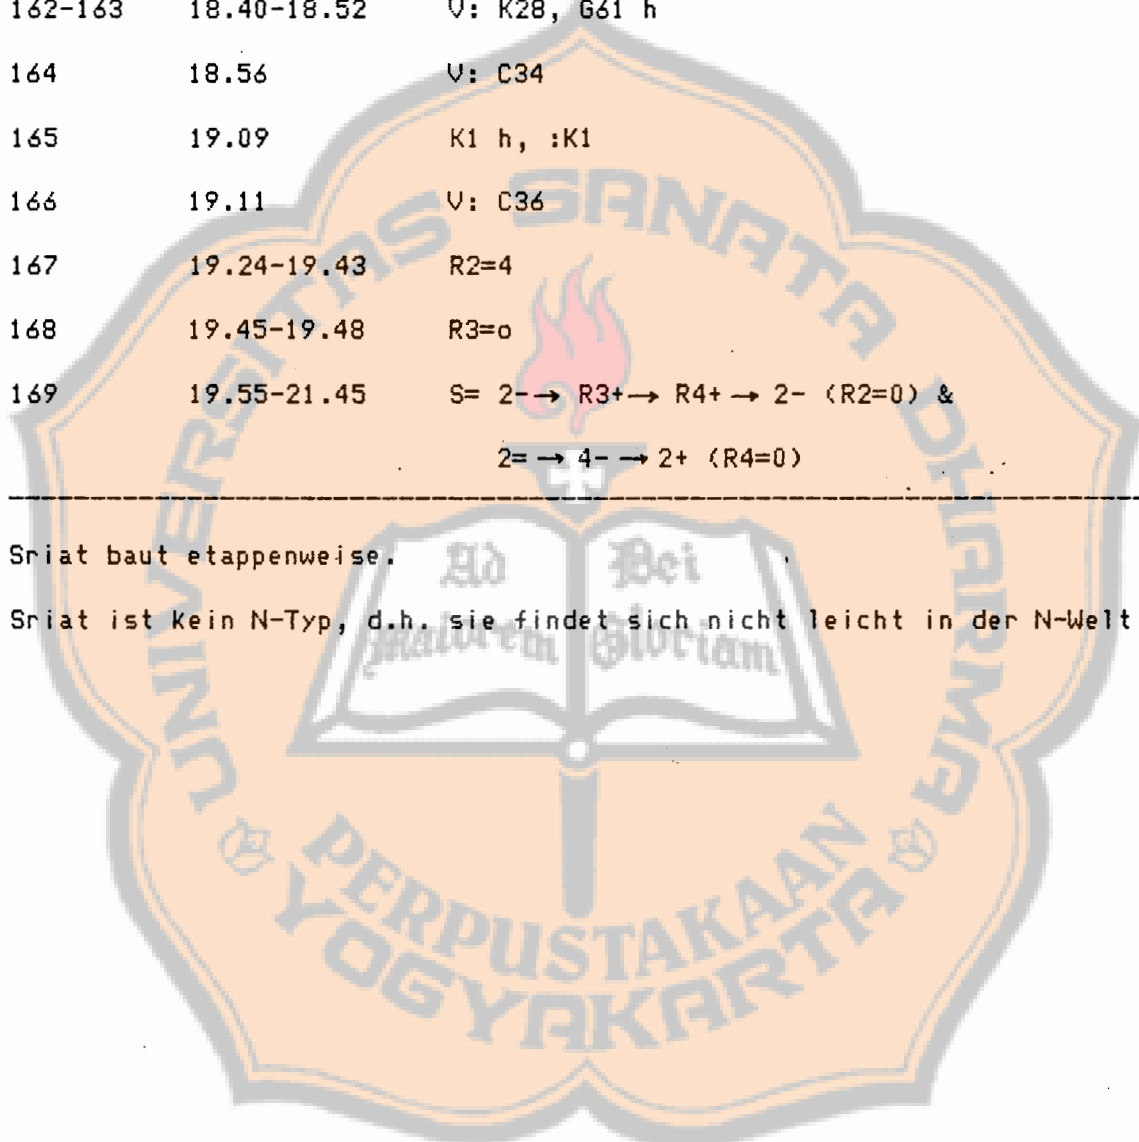 162-163 18.40-18.52 V: K28, G61 h
164 18.56 V: C34
165 19.09 K1 h, :K1
166 19.11 V: C36
167 19.24-19.43 R2=4
168 19.45-19.48 R3=o
169 19.55-21.45 S= 2-→ R3+→ R4+ → 2- (R2=0) &
2= → 4- → 2+ (R4=0)
Sriat baut etappenweise.
Sriat ist Kein N-Typ, d.h. sie findet sich nicht leicht in der N-Welt
UNIVERSITAS SANATA DHARMA
Ad Dei
Maiorem Gloriam
PERPUSTAKAAN
YOGYAKARTA